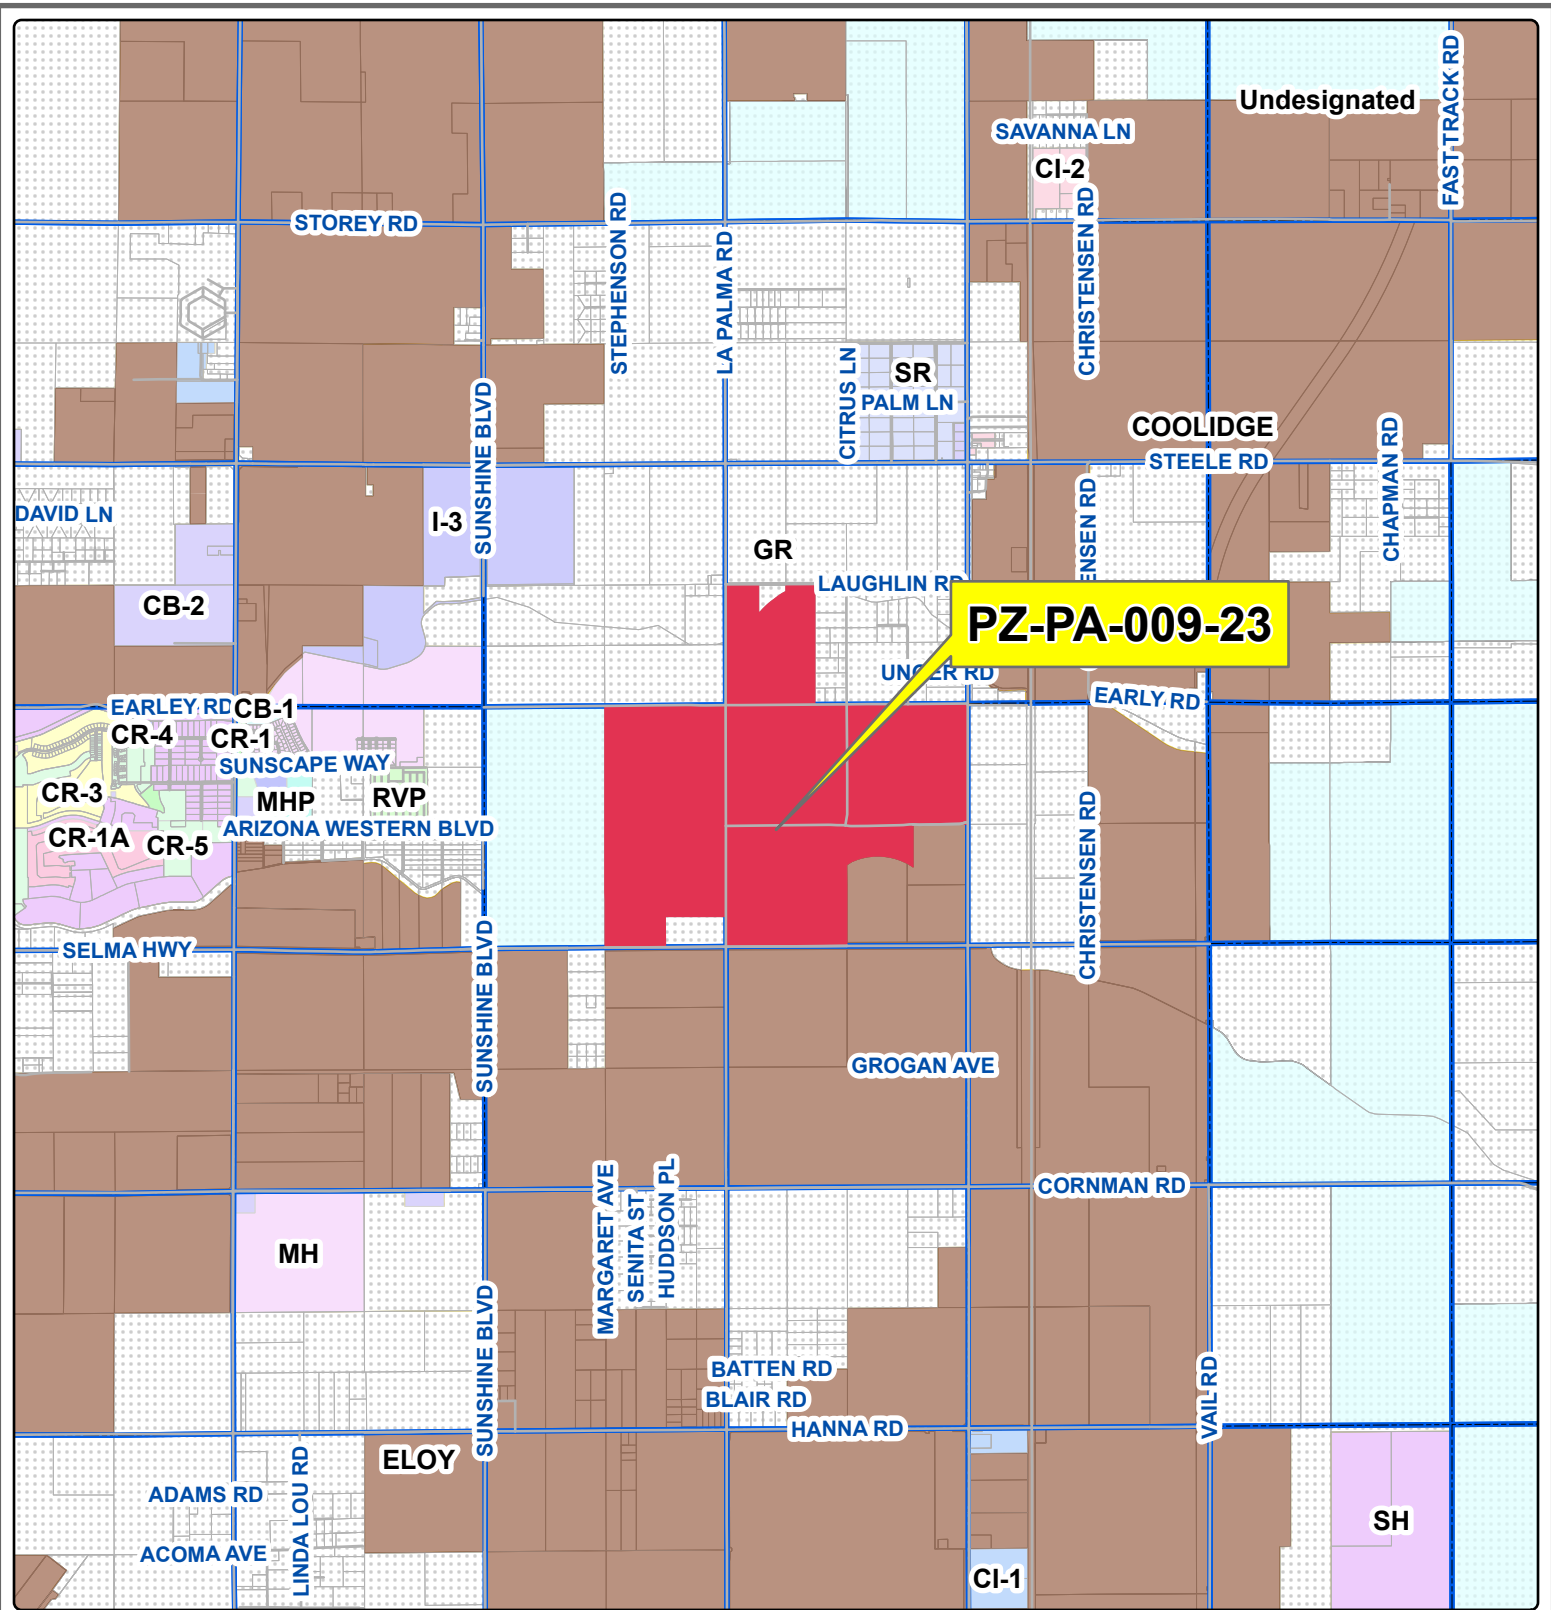 FAST TRACK RD
Undesignated
SAVANNA LN
CI-2
STOREY RD
STEPHENSON RD
LA PALMA RD
CHRISTENSEN RD
CITRUS LN
SR
PALM LN
SUNSHINE BLVD
COOLIDGE
STEELE RD
CHAPMAN RD
DAVID LN
I-3
ENSEN RD
GR
LAUGHLIN RD
CB-2
PZ-PA-009-23
UNGER RD
EARLY RD
EARLEY RD
CB-1
CR-4
CR-1
SUNSCAPE WAY
CR-3
MHP
RVP
ARIZONA WESTERN BLVD
CR-1A
CR-5
CHRISTENSEN RD
SELMA HWY
SUNSHINE BLVD
GROGAN AVE
MARGARET AVE
SENITA ST
HUDDSON PL
CORNMAN RD
MH
SUNSHINE BLVD
BATTEN RD
BLAIR RD
HANNA RD
VAIL RD
ELOY
ADAMS RD
LINDA LOU RD
ACOMA AVE
SH
CI-1